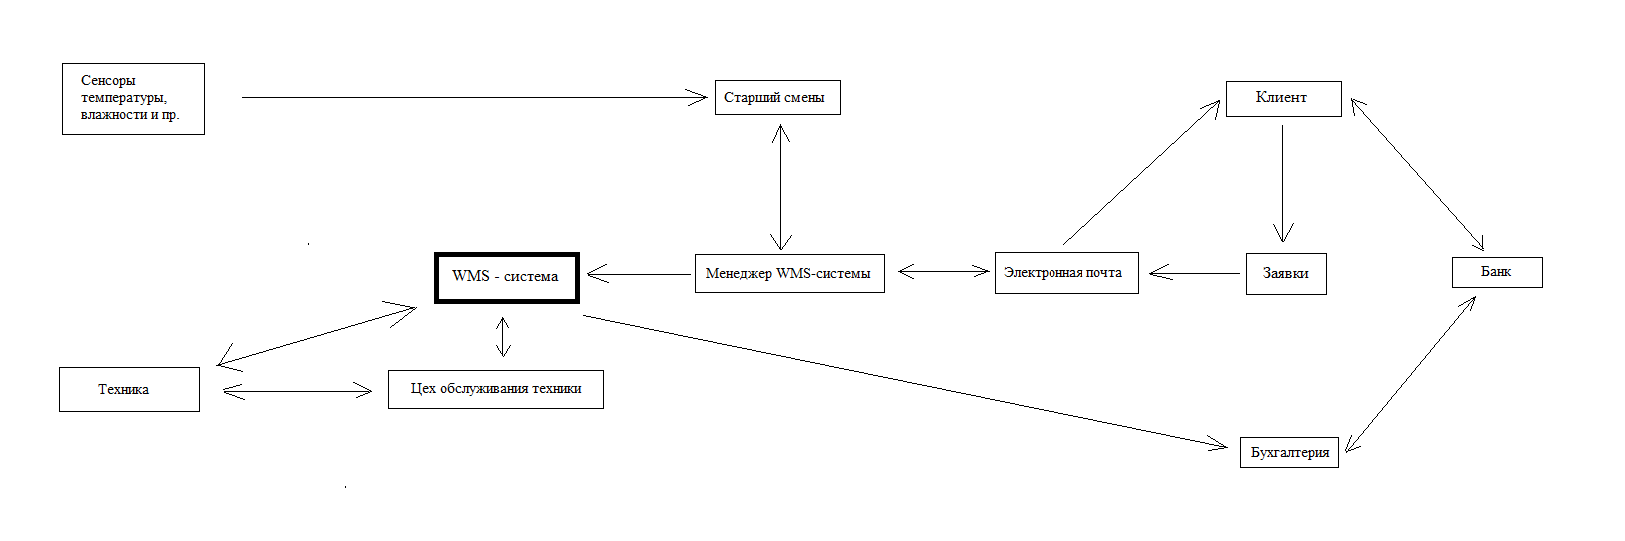 Сенсоры
температуры,
влажности и пр.
Старший смены
Клиент
WMS - система
Менеджер WMS-системы
Электронная почта
Заявки
Банк
Техника
Цех обслуживания техники
Бухгалтерия